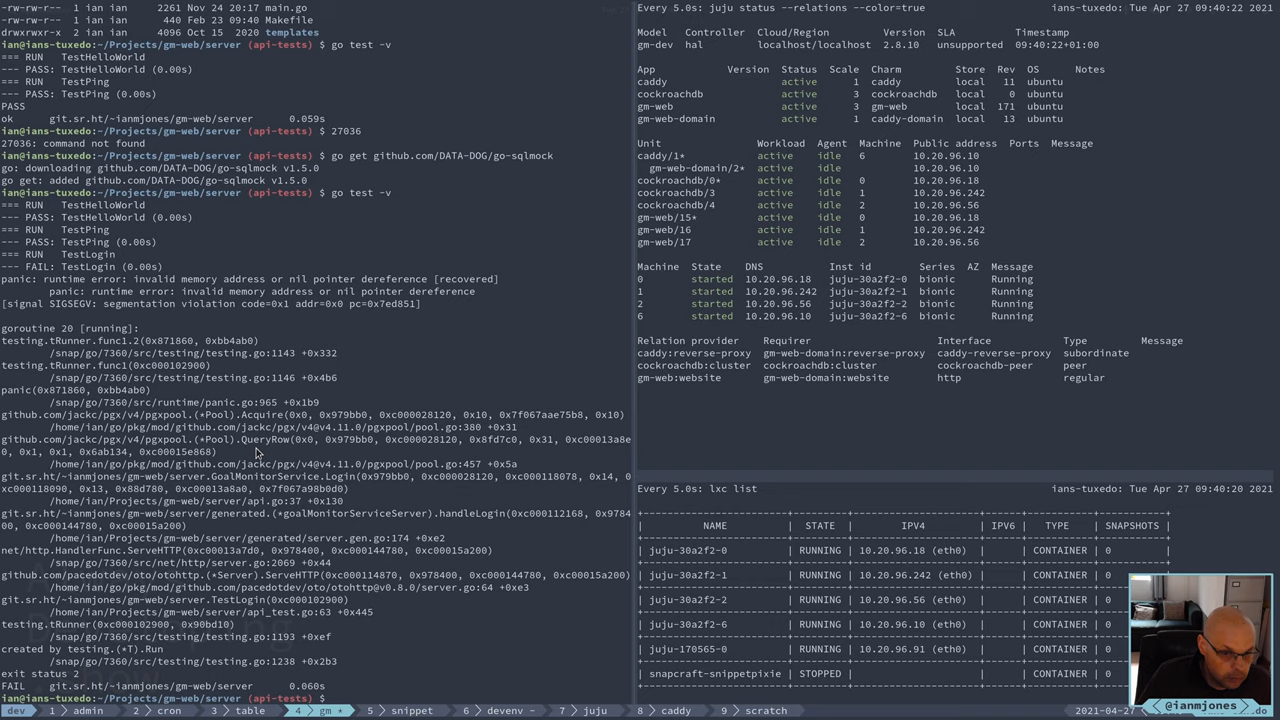 -rw-rw-r-- 1 ian ian 2261 Nov 24 20:17 main.go
-rw-rw-r-- 1 ian ian 440 Feb 23 09:40 Makefile
drwxrwxr-x 2 ian ian 4096 Oct 15 2020 templates
ian@ians-tuxedo:~/Projects/gm-web/server (api-tests) $ go test -v
=== RUN TestHelloWorld
--- PASS: TestHelloWorld (0.00s)
=== RUN TestPing
--- PASS: TestPing (0.00s)
PASS
ok git.sr.ht/~ianmjones/gm-web/server 0.059s
ian@ians-tuxedo:~/Projects/gm-web/server (api-tests) $ 27036
27036: command not found
ian@ians-tuxedo:~/Projects/gm-web/server (api-tests) $ go get github.com/DATA-DOG/go-sqlmock
go: downloading github.com/DATA-DOG/go-sqlmock v1.5.0
go get: added github.com/DATA-DOG/go-sqlmock v1.5.0
ian@ians-tuxedo:~/Projects/gm-web/server (api-tests) $ go test -v
=== RUN TestHelloWorld
--- PASS: TestHelloWorld (0.00s)
=== RUN TestPing
--- PASS: TestPing (0.00s)
=== RUN TestLogin
--- FAIL: TestLogin (0.00s)
panic: runtime error: invalid memory address or nil pointer dereference [recovered]
panic: runtime error: invalid memory address or nil pointer dereference
[signal SIGSEGV: segmentation violation code=0x1 addr=0x0 pc=0x7ed851]
goroutine 20 [running]:
testing.tRunner.func1.2(0x871860, 0xbb4ab0)
/snap/go/7360/src/testing/testing.go:1143 +0x332
testing.tRunner.func1(0xc000102900)
/snap/go/7360/src/testing/testing.go:1146 +0x4b6
panic(0x871860, 0xbb4ab0)
/snap/go/7360/src/runtime/panic.go:965 +0x1b9
github.com/jackc/pgx/v4/pgxpool.(*Pool).Acquire(0x0, 0x979bb0, 0xc000028120, 0x10, 0x7f067aae75b8, 0x10)
/home/ian/go/pkg/mod/github.com/jackc/pgx/v4@v4.11.0/pgxpool/pool.go:380 +0x31
github.com/jackc/pgx/v4/pgxpool.(*Pool).QueryRow(0x0, 0x979bb0, 0xc000028120, 0x8fd7c0, 0x31, 0xc00013a8e
0, 0x1, 0x1, 0x6ab134, 0xc00015e868)
/home/ian/go/pkg/mod/github.com/jackc/pgx/v4@v4.11.0/pgxpool/pool.go:457 +0x5a
git.sr.ht/~ianmjones/gm-web/server.GoalMonitorService.Login(0x979bb0, 0xc000028120, 0xc000118078, 0x14, 0
xc000118090, 0x13, 0x88d780, 0xc00013a8a0, 0x7f067a98b0d0)
/home/ian/Projects/gm-web/server/api.go:37 +0x130
git.sr.ht/~ianmjones/gm-web/server/generated.(*goalMonitorServiceServer).handleLogin(0xc000112168, 0x9784
00, 0xc000144780, 0xc00015a200)
/home/ian/Projects/gm-web/server/generated/server.gen.go:174 +0xe2
net/http.HandlerFunc.ServeHTTP(0xc00013a7d0, 0x978400, 0xc000144780, 0xc00015a200)
/snap/go/7360/src/net/http/server.go:2069 +0x44
github.com/pacedotdev/oto/otohttp.(*Server).ServeHTTP(0xc000114870, 0x978400, 0xc000144780, 0xc00015a200)
/home/ian/go/pkg/mod/github.com/pacedotdev/oto/otohttp@v0.8.0/server.go:64 +0xe3
git.sr.ht/~ianmjones/gm-web/server.TestLogin(0xc000102900)
/home/ian/Projects/gm-web/server/api_test.go:63 +0x445
testing.tRunner(0xc000102900, 0x90bd10)
/snap/go/7360/src/testing/testing.go:1193 +0xef
created by testing.(*T).Run
/snap/go/7360/src/testing/testing.go:1238 +0x2b3
exit status 2
FAIL git.sr.ht/~ianmjones/gm-web/server 0.060s
ian@ians-tuxedo:~/Projects/gm-web/server (api-tests) $
Every 5.0s: juju status --relations --color=true ians-tuxedo: Tue Apr 27 09:40:22 2021
Model Controller Cloud/Region Version SLA Timestamp
gm-dev hal localhost/localhost 2.8.10 unsupported 09:40:22+01:00
App Version Status Scale Charm Store Rev OS Notes
caddy active 1 caddy local 11 ubuntu
cockroachdb active 3 cockroachdb local 0 ubuntu
gm-web active 3 gm-web local 171 ubuntu
gm-web-domain active 1 caddy-domain local 13 ubuntu
Unit Workload Agent Machine Public address Ports Message
caddy/1* active idle 6 10.20.96.10
gm-web-domain/2* active idle 10.20.96.10
cockroachdb/0* active idle 0 10.20.96.18
cockroachdb/3 active idle 1 10.20.96.242
cockroachdb/4 active idle 2 10.20.96.56
gm-web/15* active idle 0 10.20.96.18
gm-web/16 active idle 1 10.20.96.242
gm-web/17 active idle 2 10.20.96.56
Machine State DNS Inst id Series AZ Message
0 started 10.20.96.18 juju-30a2f2-0 bionic Running
1 started 10.20.96.242 juju-30a2f2-1 bionic Running
2 started 10.20.96.56 juju-30a2f2-2 bionic Running
6 started 10.20.96.10 juju-30a2f2-6 bionic Running
Relation provider Requirer Interface Type Message
caddy:reverse-proxy gm-web-domain:reverse-proxy caddy-reverse-proxy subordinate
cockroachdb:cluster cockroachdb:cluster cockroachdb-peer peer
gm-web:website gm-web-domain:website http regular
Every 5.0s: lxc list ians-tuxedo: Tue Apr 27 09:40:20 2021
| NAME | STATE | IPV4 | IPV6 | TYPE | SNAPSHOTS |
| juju-30a2f2-0 | RUNNING | 10.20.96.18 (eth0) | | CONTAINER | 0 |
| juju-30a2f2-1 | RUNNING | 10.20.96.242 (eth0) | | CONTAINER | 0
| juju-30a2f2-2 | RUNNING | 10.20.96.56 (eth0) | | CONTAINER | 0
| juju-30a2f2-6 | RUNNING | 10.20.96.10 (eth0) | | CONTAINER | 0
| juju-170565-0 | RUNNING | 10.20.96.91 (eth0) | | CONTAINER | 0
| snapcraft-snippetpixie | STOPPED | | | CONTAINER | 0
dev 1 admin 2 cron 3 table 4 gm * 5 snippet 6 devenv - 7 juju 8 caddy 9 scratch 2021-04-27
@ianmjones